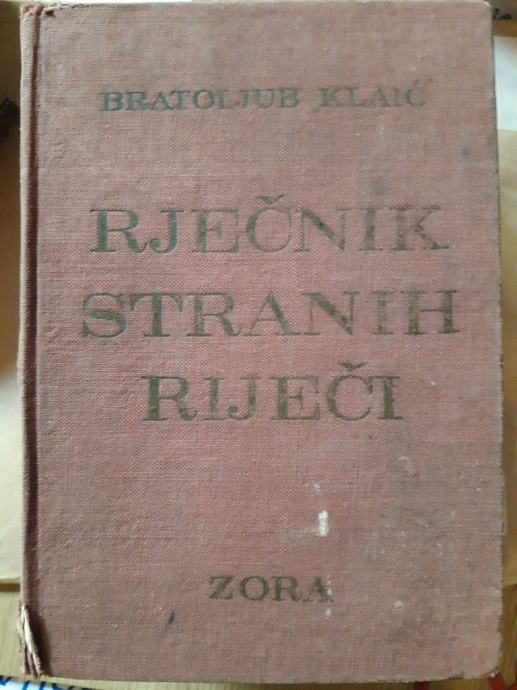 BRATOLJUB KLAIĆ
RJEČNIK
STRANIH
RIJEČI
ZORA